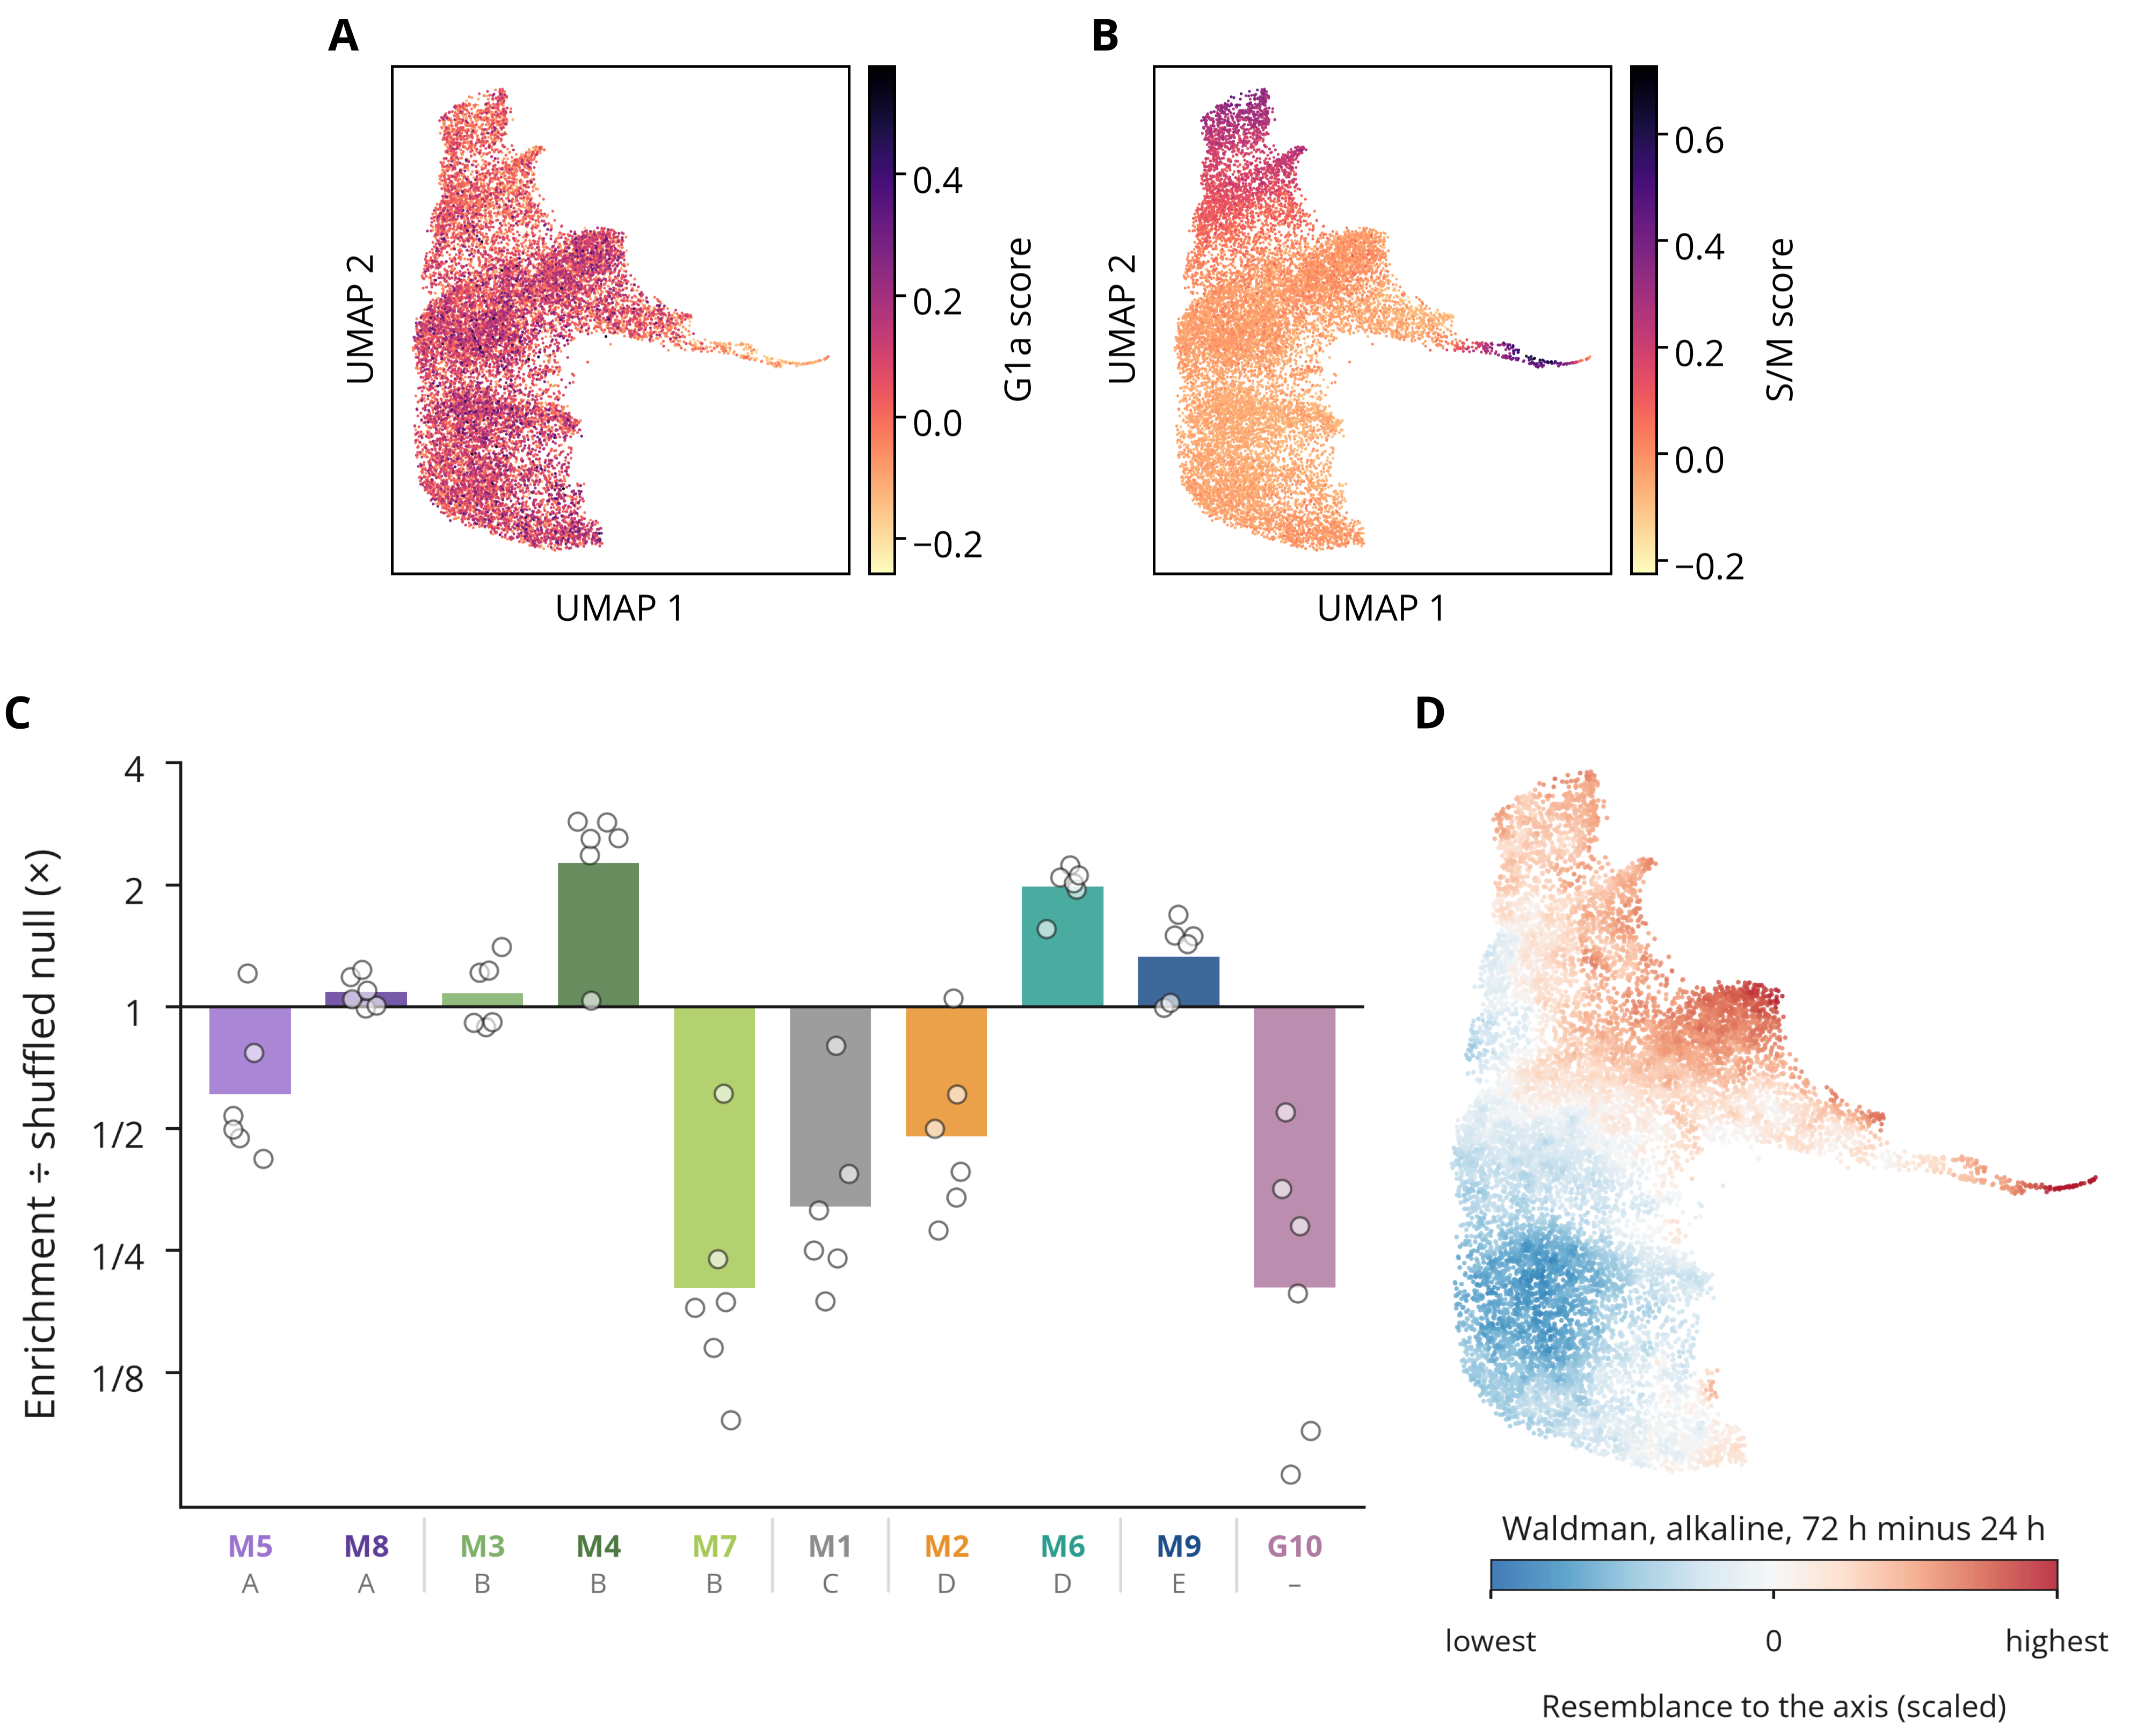 A
B
UMAP 2
UMAP 1
0.4
0.2
0.0
−0.2
G1a score
UMAP 2
UMAP 1
0.6
0.4
0.2
0.0
−0.2
S/M score
C
D
Enrichment ÷ shuffled null (×)
4
2
1
1/2
1/4
1/8
M5 M8 M3 M4 M7 M1 M2 M6 M9 G10
A A B B B C D D E –
Waldman, alkaline, 72 h minus 24 h
lowest 0 highest
Resemblance to the axis (scaled)